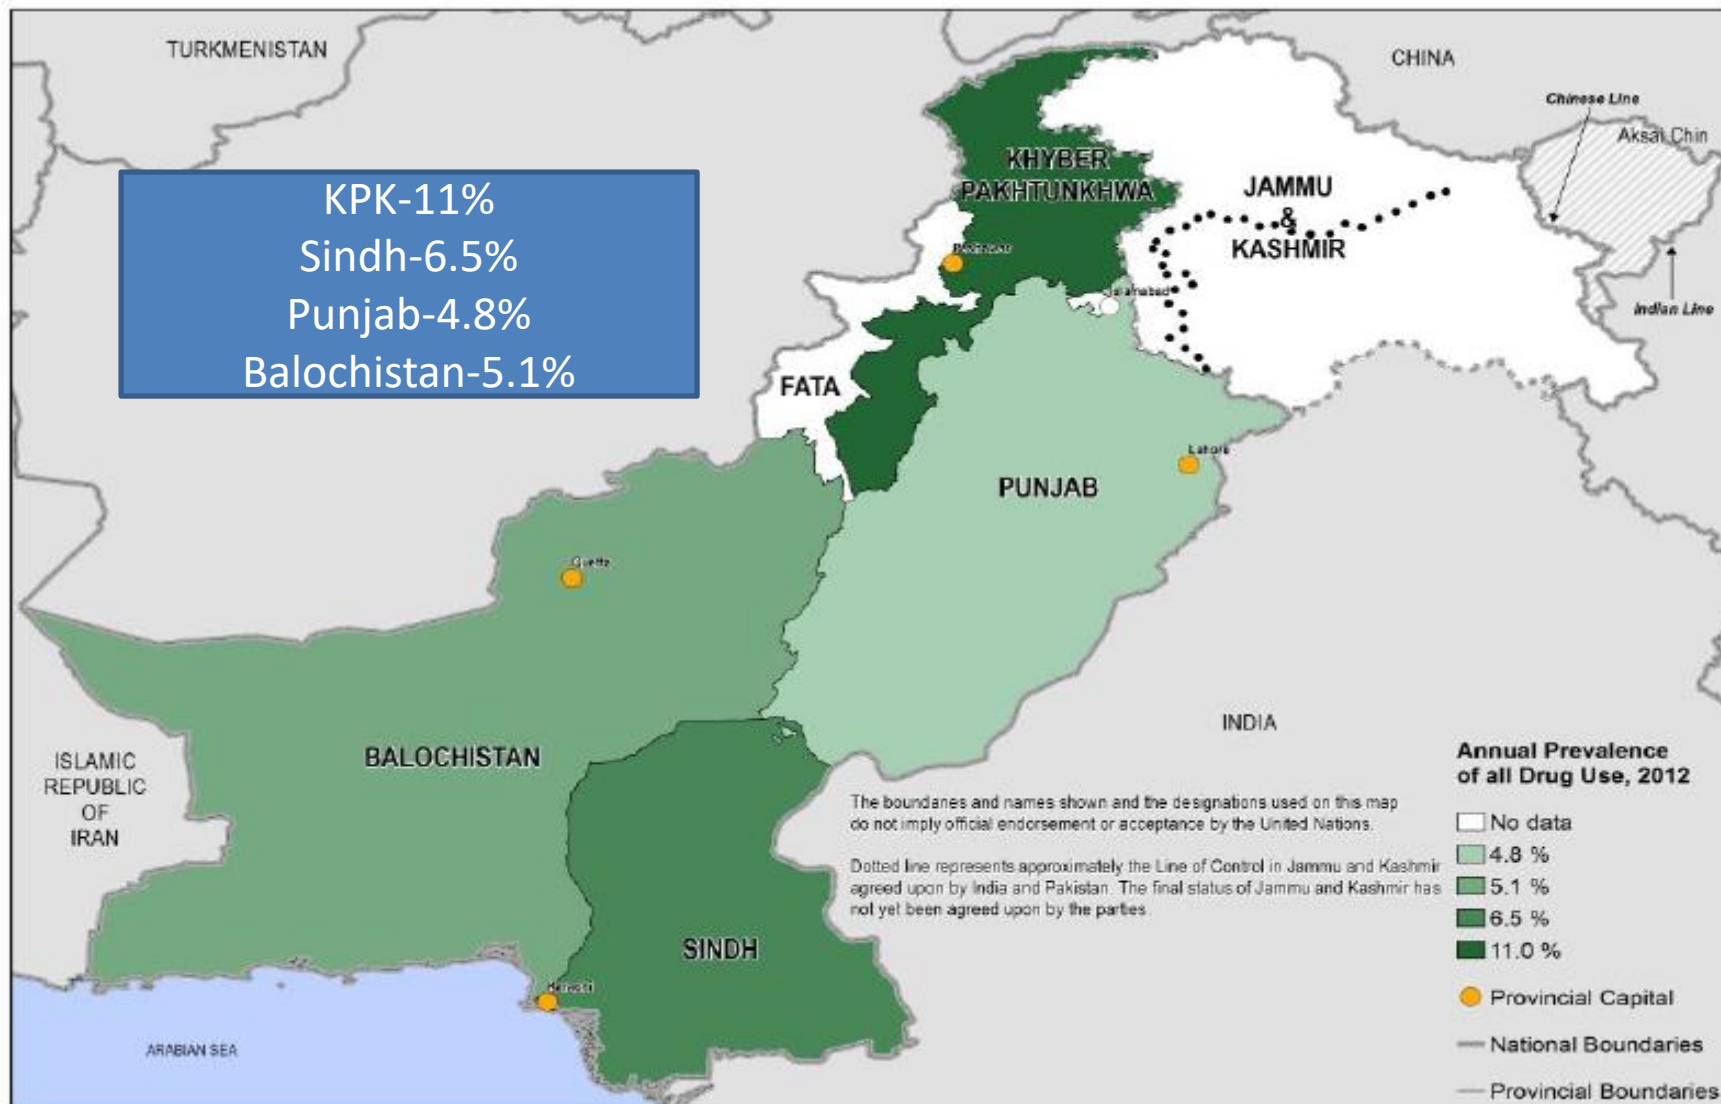 TURKMENISTAN
CHINA
Chinese Line
Aksai Chin
KPK-11%
Sindh-6.5%
Punjab-4.8%
Balochistan-5.1%
KHYBER
PAKHTUNKHWA
JAMMU
&
KASHMIR
Indian Line
Peshawar
FATA
Lahore
PUNJAB
Quetta
INDIA
ISLAMIC
REPUBLIC
OF
IRAN
BALOCHISTAN
Annual Prevalence
of all Drug Use, 2012
The boundaries and names shown and the designations used on this map
do not imply official endorsement or acceptance by the United Nations.
Dotted line represents approximately the Line of Control in Jammu and Kashmir
agreed upon by India and Pakistan. The final status of Jammu and Kashmir has
not yet been agreed upon by the parties
No data
4.8 %
5.1 %
6.5 %
11.0 %
SINDH
Karachi
Provincial Capital
ARABIAN SEA
National Boundaries
Provincial Boundaries